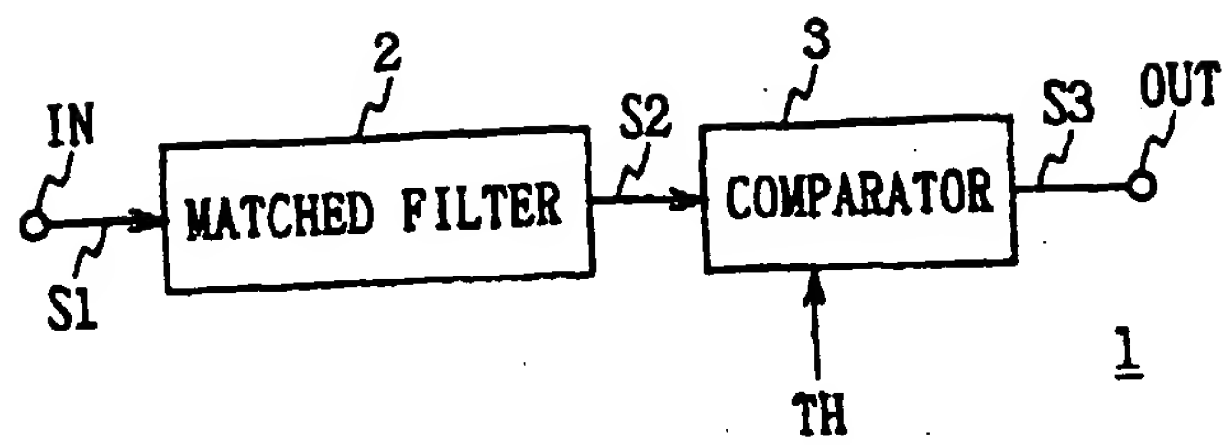 2
3
IN
S2
S3
OUT
MATCHED FILTER
COMPARATOR
S1
TH
1